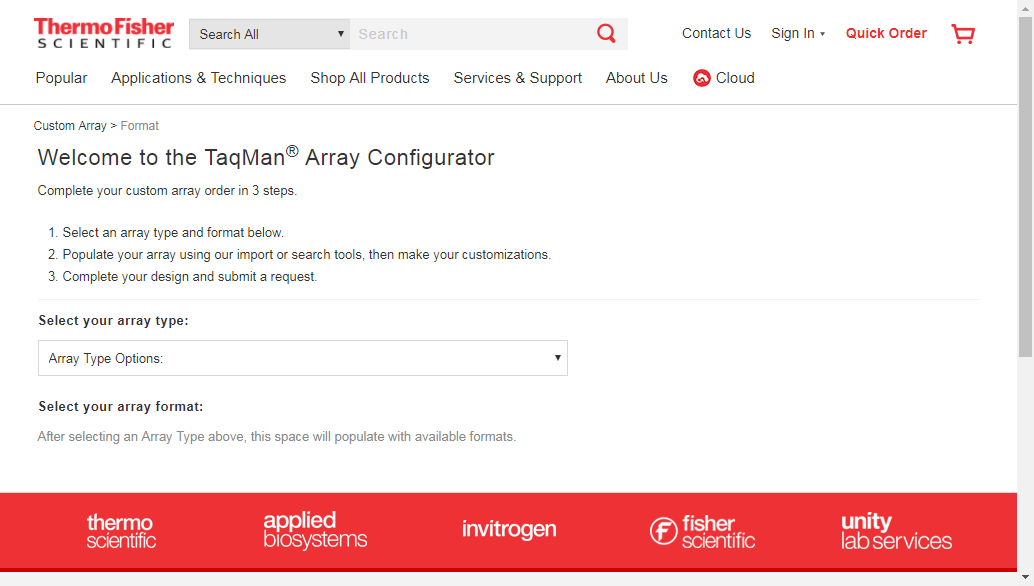 ThermoFisher
SCIENTIFIC
Search All
Search
Contact Us
Sign In
Quick Order
Popular
Applications & Techniques
Shop All Products
Services & Support
About Us
Cloud
Custom Array > Format
Welcome to the TaqMan® Array Configurator
Complete your custom array order in 3 steps.
1. Select an array type and format below.
2. Populate your array using our import or search tools, then make your customizations.
3. Complete your design and submit a request.
Select your array type:
Array Type Options:
Select your array format:
After selecting an Array Type above, this space will populate with available formats.
thermo
scientific
applied
biosystems
invitrogen
fisher
scientific
unity
lab services